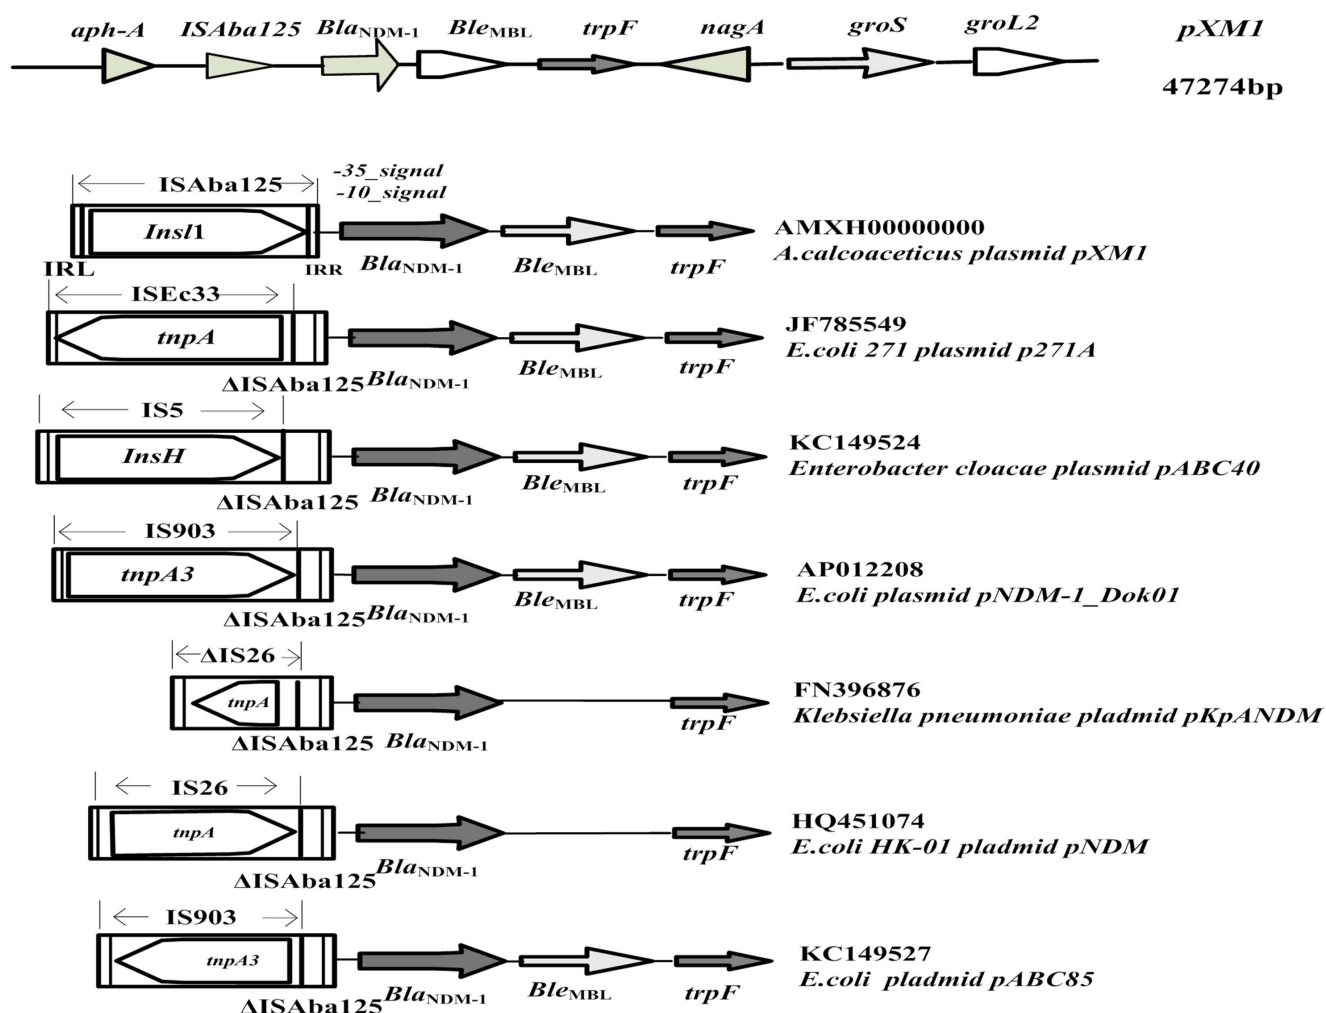 aph-A ISAba125 BlaNDM-1 BleMBL trpF nagA groS groL2 pXM1
47274bp
ISAba125 -35_signal
-10_signal
Insl1 AMXH00000000
IRL IRR BlaNDM-1 BleMBL trpF A.calcoaceticus plasmid pXM1
ISEc33
tnpA JF785549
ΔISAba125 BlaNDM-1 BleMBL trpF E.coli 271 plasmid p271A
IS5
InsH KC149524
ΔISAba125 BlaNDM-1 BleMBL trpF Enterobacter cloacae plasmid pABC40
IS903
tnpA3 AP012208
ΔISAba125 BlaNDM-1 BleMBL trpF E.coli plasmid pNDM-1_Dok01
ΔIS26
tnpA FN396876
ΔISAba125 BlaNDM-1 trpF Klebsiella pneumoniae pladmid pKpANDM
IS26
tnpA HQ451074
ΔISAba125 BlaNDM-1 trpF E.coli HK-01 pladmid pNDM
IS903
tnpA3 KC149527
ΔISAba125 BlaNDM-1 BleMBL trpF E.coli pladmid pABC85